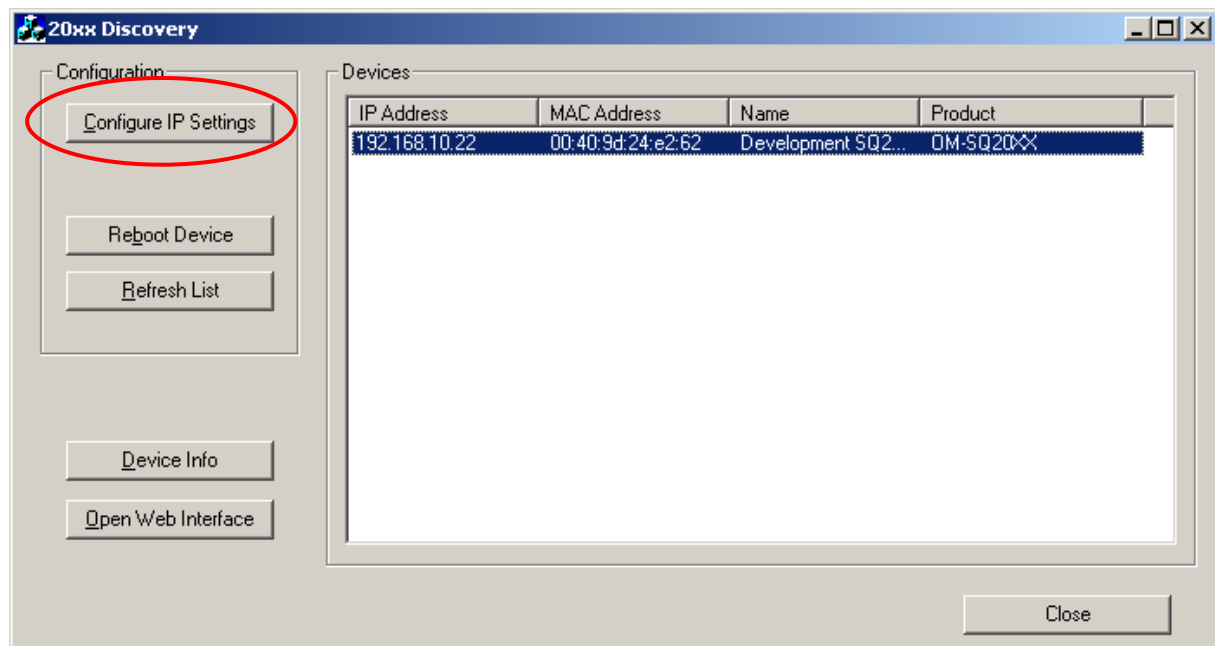 20xx Discovery
Configuration
Configure IP Settings
Reboot Device
Refresh List
Device Info
Open Web Interface
Devices
IP Address MAC Address Name Product
192.168.10.22 00:40:9d:24:e2:62 Development SQ2... OM-SQ20XX
Close